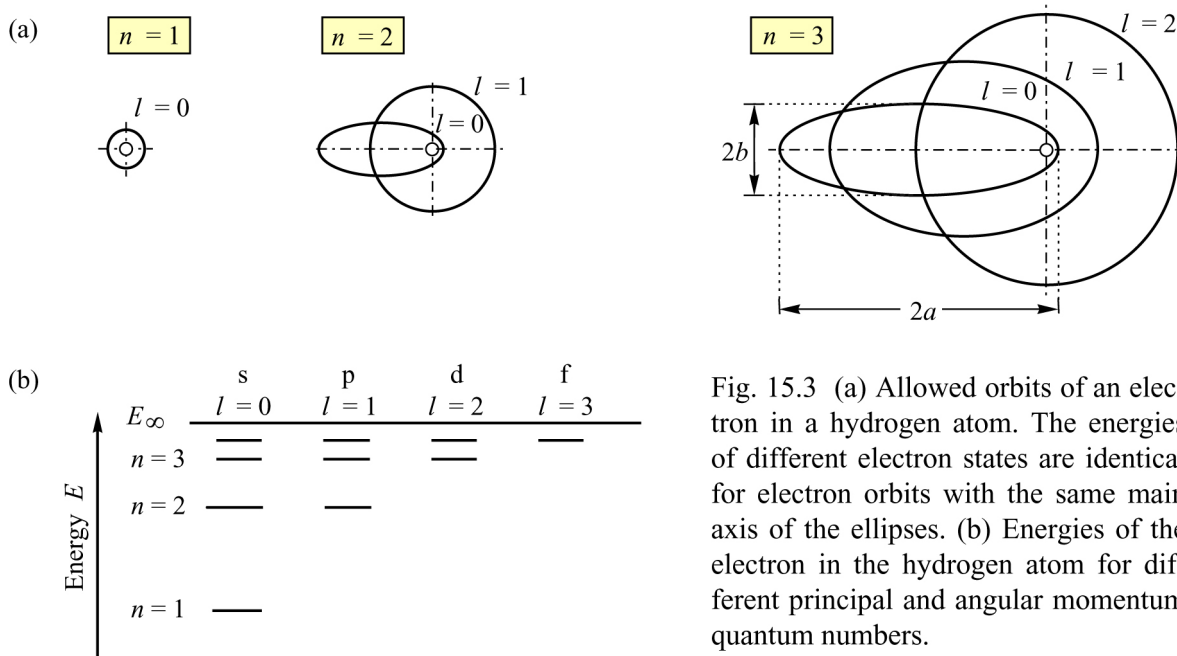 (a)
n = 1
n = 2
n = 3
l = 0
l = 1
l = 0
l = 2
l = 1
l = 0
2b
2a
(b)
s p d f
l = 0 l = 1 l = 2 l = 3
E∞
n = 3
n = 2
n = 1
Energy E
Fig. 15.3 (a) Allowed orbits of an elec
tron in a hydrogen atom. The energies
of different electron states are identica
for electron orbits with the same main
axis of the ellipses. (b) Energies of the
electron in the hydrogen atom for dif
ferent principal and angular momentum
quantum numbers.